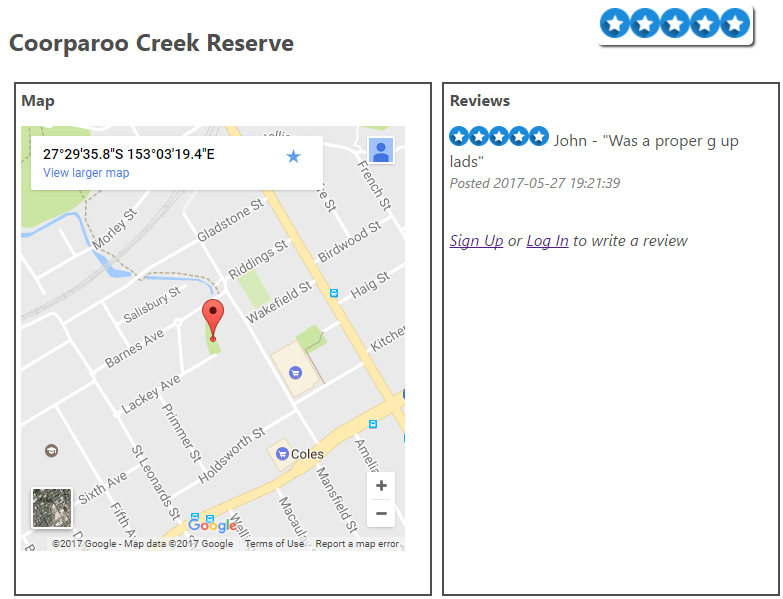 Coorparoo Creek Reserve
Map
27°29'35.8"S 153°03'19.4"E
View larger map
Morley St
Gladstone St
French St
Riddings St
Birdwood St
Salisbury St
Wakefield St
Haig St
Barnes Ave
Lackey Ave
Primmer St
Holdsworth St
St Leonards St
Coles
Sixth Ave
Fifth
Mansfield St
Google
©2017 Google - Map data ©2017 Google Terms of Use Report a map error
Reviews
John - "Was a proper g up
lads"
Posted 2017-05-27 19:21:39
Sign Up or Log In to write a review